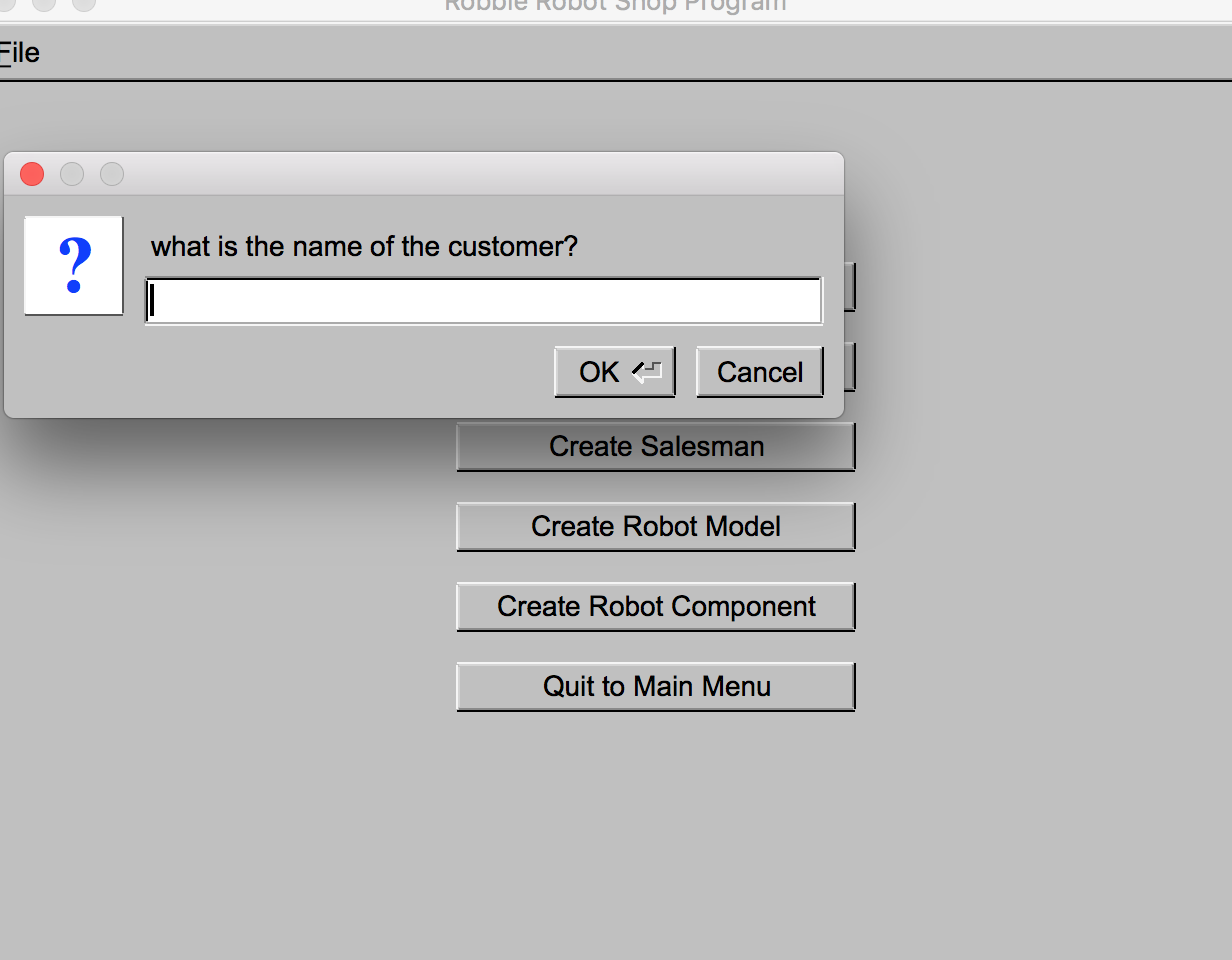 Robbie Robot Shop Program
File
?
what is the name of the customer?
OK
Cancel
Create Salesman
Create Robot Model
Create Robot Component
Quit to Main Menu